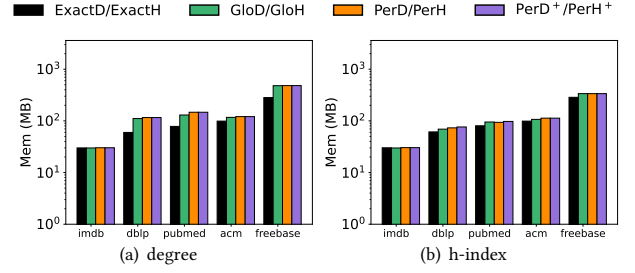 ExactD/ExactH GloD/GloH PerD/PerH PerD⁺/PerH⁺
Mem (MB)
10³
10²
10¹
10⁰
imdb dblp pubmed acm freebase
(a) degree
Mem (MB)
10³
10²
10¹
10⁰
imdb dblp pubmed acm freebase
(b) h-index